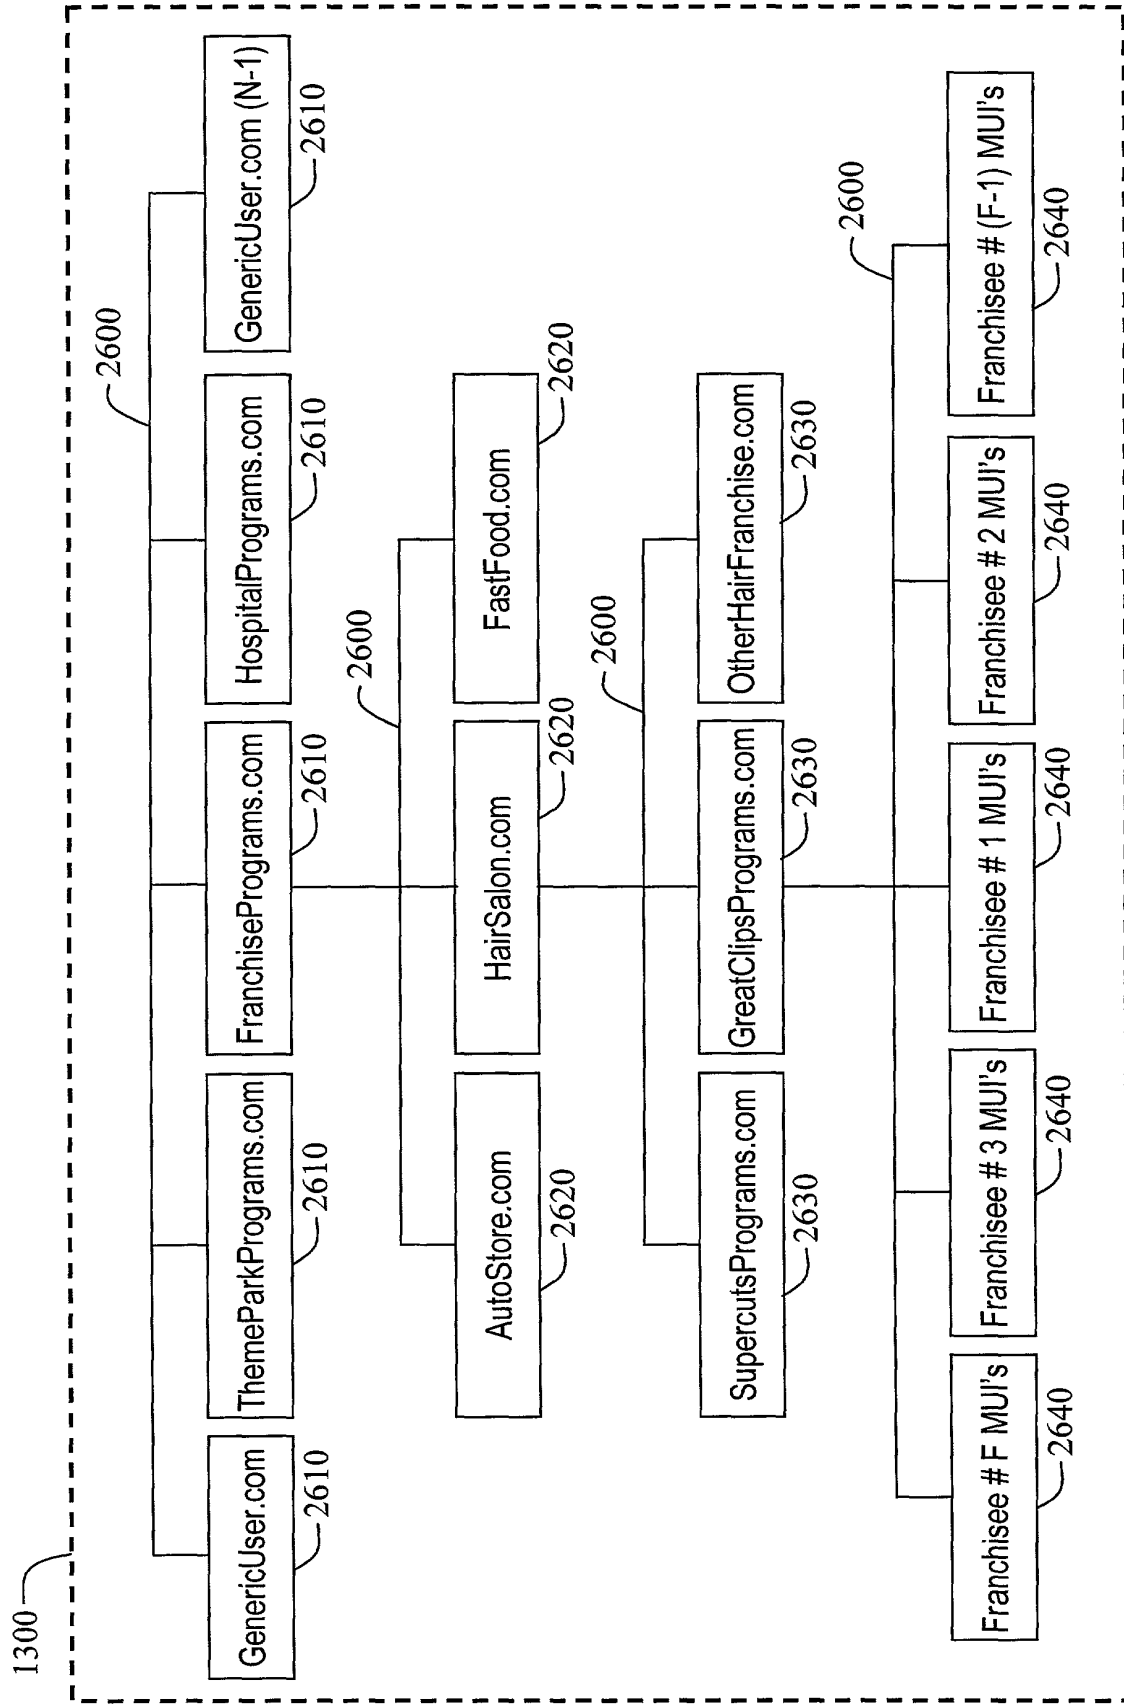 1300
2600
GenericUser.com
2610
ThemeParkPrograms.com
2610
FranchisePrograms.com
2610
HospitalPrograms.com
2610
GenericUser.com (N-1)
2610
2600
AutoStore.com
2620
HairSalon.com
2620
FastFood.com
2620
2600
SupercutsPrograms.com
2630
GreatClipsPrograms.com
2630
OtherHairFranchise.com
2630
2600
Franchisee # F MUI's
2640
Franchisee # 3 MUI's
2640
Franchisee # 1 MUI's
2640
Franchisee # 2 MUI's
2640
Franchisee # (F-1) MUI's
2640